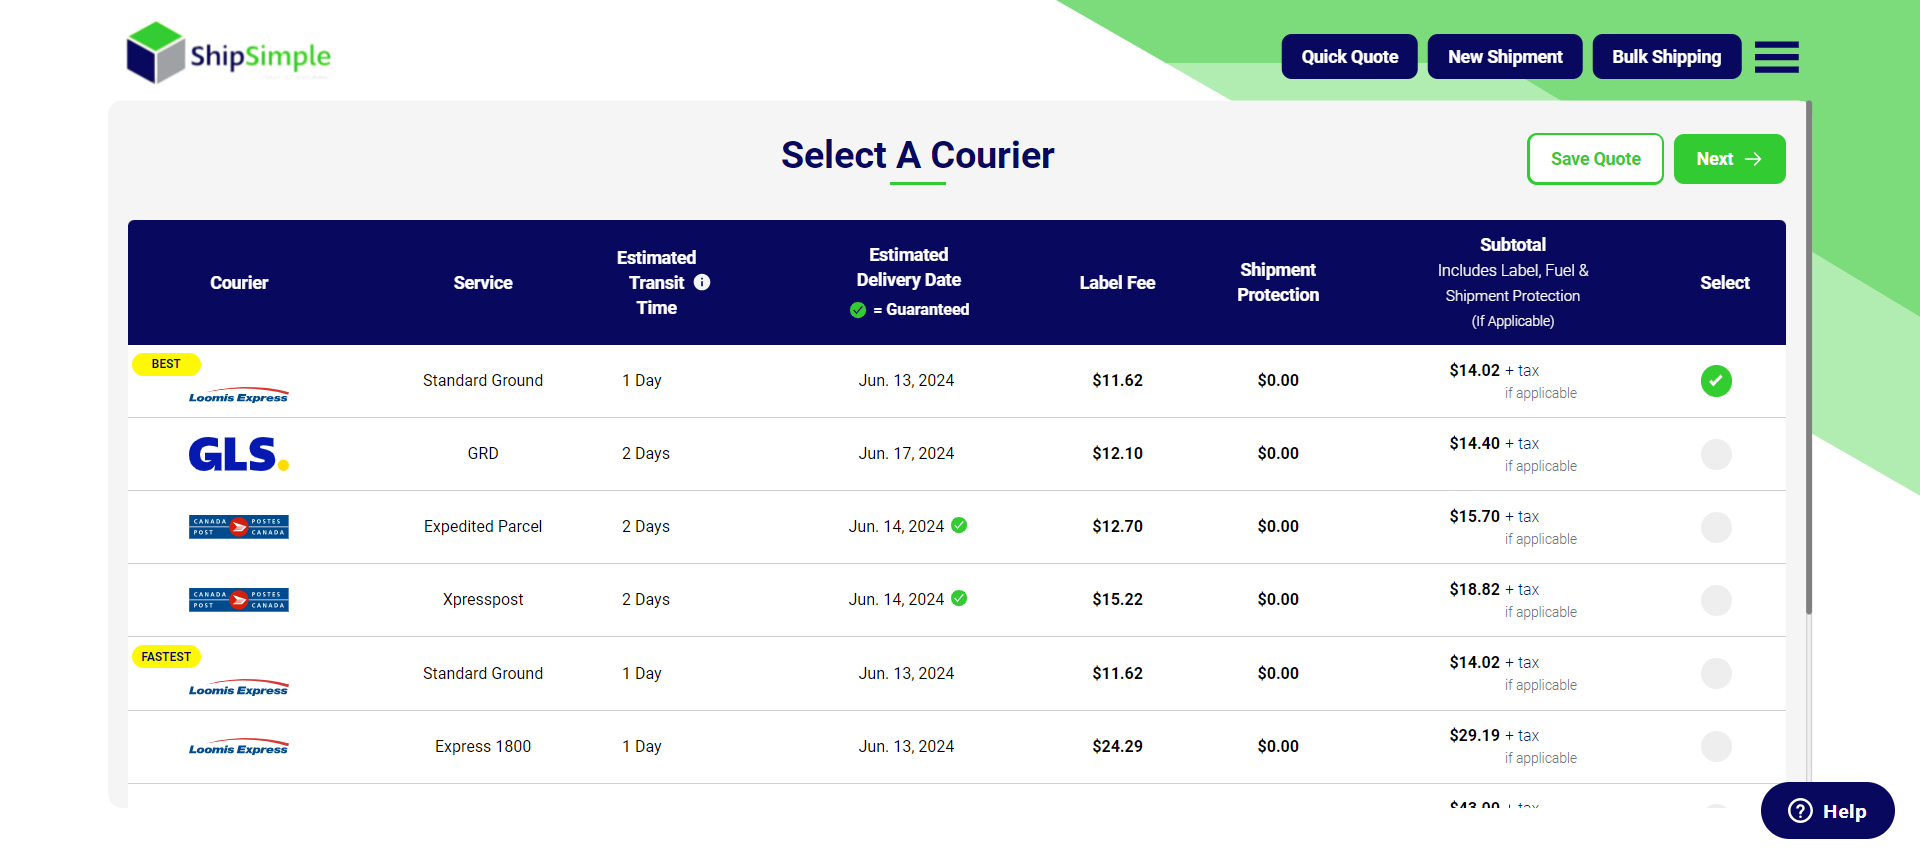 ShipSimple
Quick Quote
New Shipment
Bulk Shipping
Select A Courier
Save Quote
Next
Courier
Service
Estimated
Transit
Time
Estimated
Delivery Date
= Guaranteed
Label Fee
Shipment
Protection
Subtotal
Includes Label, Fuel &
Shipment Protection
(If Applicable)
Select
BEST
Loomis Express
Standard Ground
1 Day
Jun. 13, 2024
$11.62
$0.00
$14.02 + tax
if applicable
GLS.
GRD
2 Days
Jun. 17, 2024
$12.10
$0.00
$14.40 + tax
if applicable
CANADA POSTES
POST CANADA
Expedited Parcel
2 Days
Jun. 14, 2024
$12.70
$0.00
$15.70 + tax
if applicable
CANADA POSTES
POST CANADA
Xpresspost
2 Days
Jun. 14, 2024
$15.22
$0.00
$18.82 + tax
if applicable
FASTEST
Loomis Express
Standard Ground
1 Day
Jun. 13, 2024
$11.62
$0.00
$14.02 + tax
if applicable
Loomis Express
Express 1800
1 Day
Jun. 13, 2024
$24.29
$0.00
$29.19 + tax
if applicable
$43.00 + tax
Help